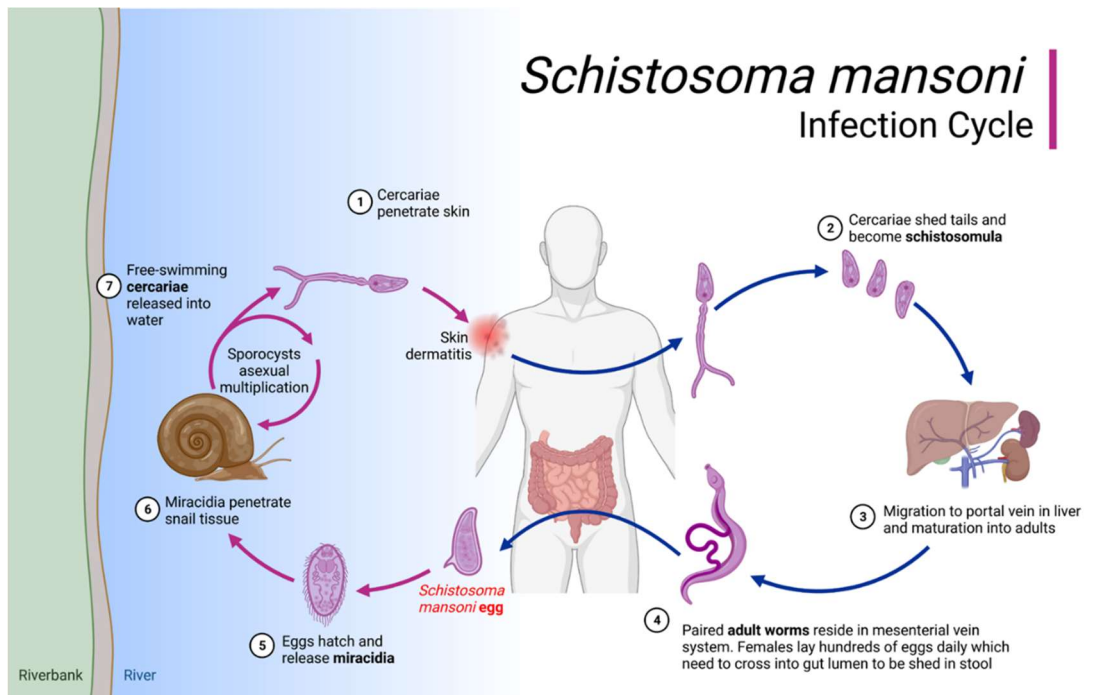 Schistosoma mansoni
Infection Cycle
1
Cercariae
penetrate skin
2
Cercariae shed tails and
become schistosomula
7
Free-swimming
cercariae
released into
water
Skin
dermatitis
Sporocysts
asexual
multiplication
6
Miracidia penetrate
snail tissue
3
Migration to portal vein in liver
and maturation into adults
Schistosoma
mansoni egg
4
Paired adult worms reside in mesenterial vein
system. Females lay hundreds of eggs daily which
need to cross into gut lumen to be shed in stool
5
Eggs hatch and
release miracidia
Riverbank
River